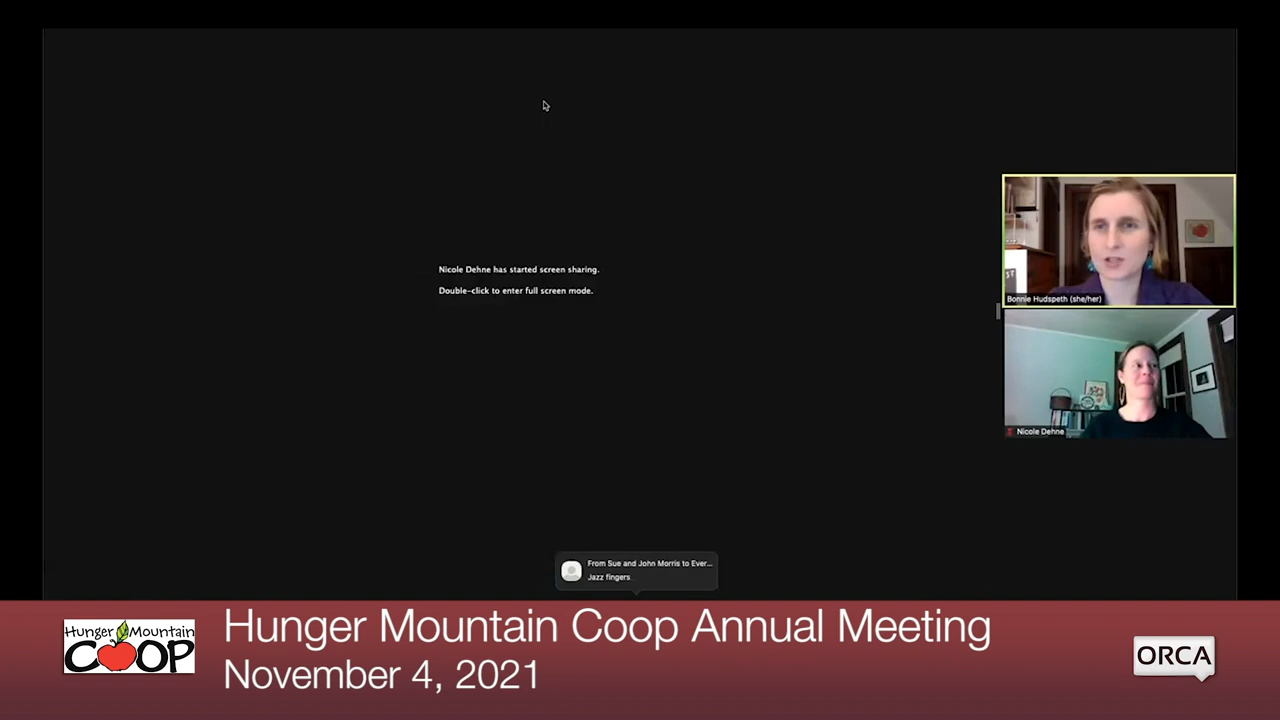 Nicole Dehne has started screen sharing.
Double-click to enter full screen mode.
ST
Bonnie Hudspeth (she/her)
Nicole Dehne
From Sue and John Morris to Ever...
Jazz fingers
Hunger Mountain
COOP
Hunger Mountain Coop Annual Meeting
November 4, 2021
ORCA